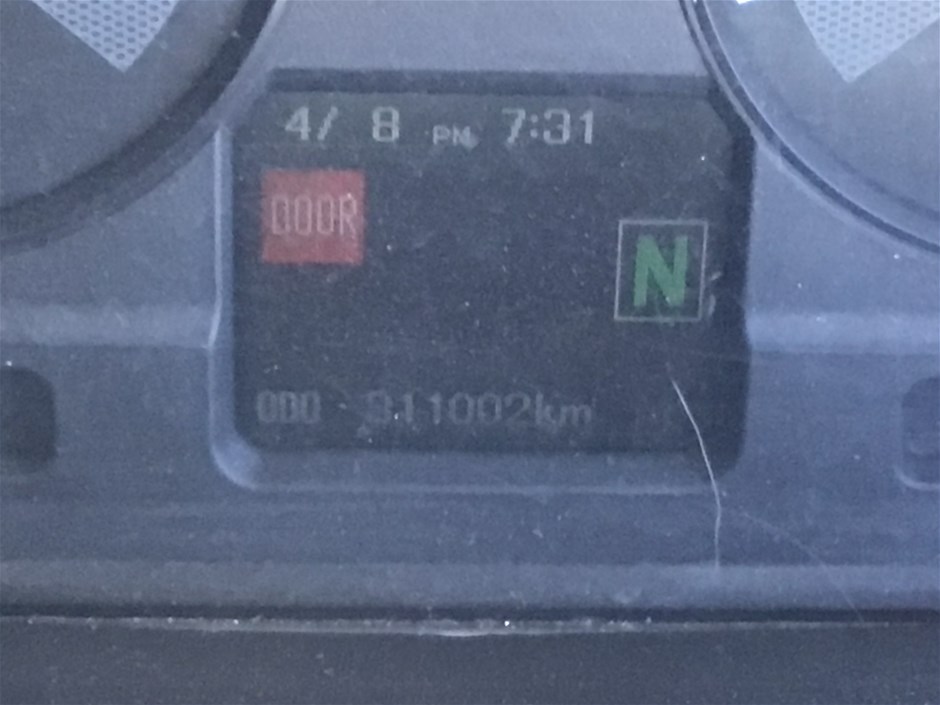 4/ 8 PM 7:31
DOOR
N
ODO 311002km